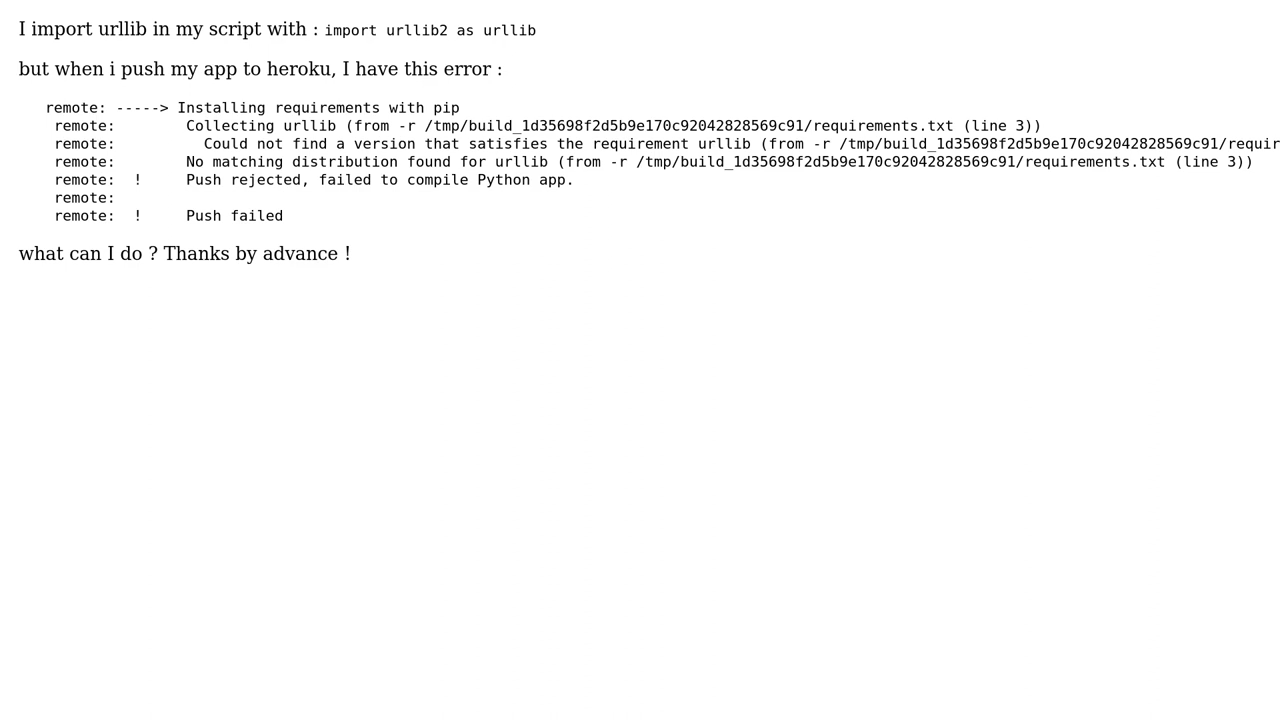 I import urllib in my script with : import urllib2 as urllib
but when i push my app to heroku, I have this error :
remote: -----> Installing requirements with pip
remote:        Collecting urllib (from -r /tmp/build_1d35698f2d5b9e170c92042828569c91/requirements.txt (line 3))
remote:          Could not find a version that satisfies the requirement urllib (from -r /tmp/build_1d35698f2d5b9e170c92042828569c91/requir
remote:        No matching distribution found for urllib (from -r /tmp/build_1d35698f2d5b9e170c92042828569c91/requirements.txt (line 3))
remote:  !     Push rejected, failed to compile Python app.
remote:
remote:  !     Push failed
what can I do ? Thanks by advance !